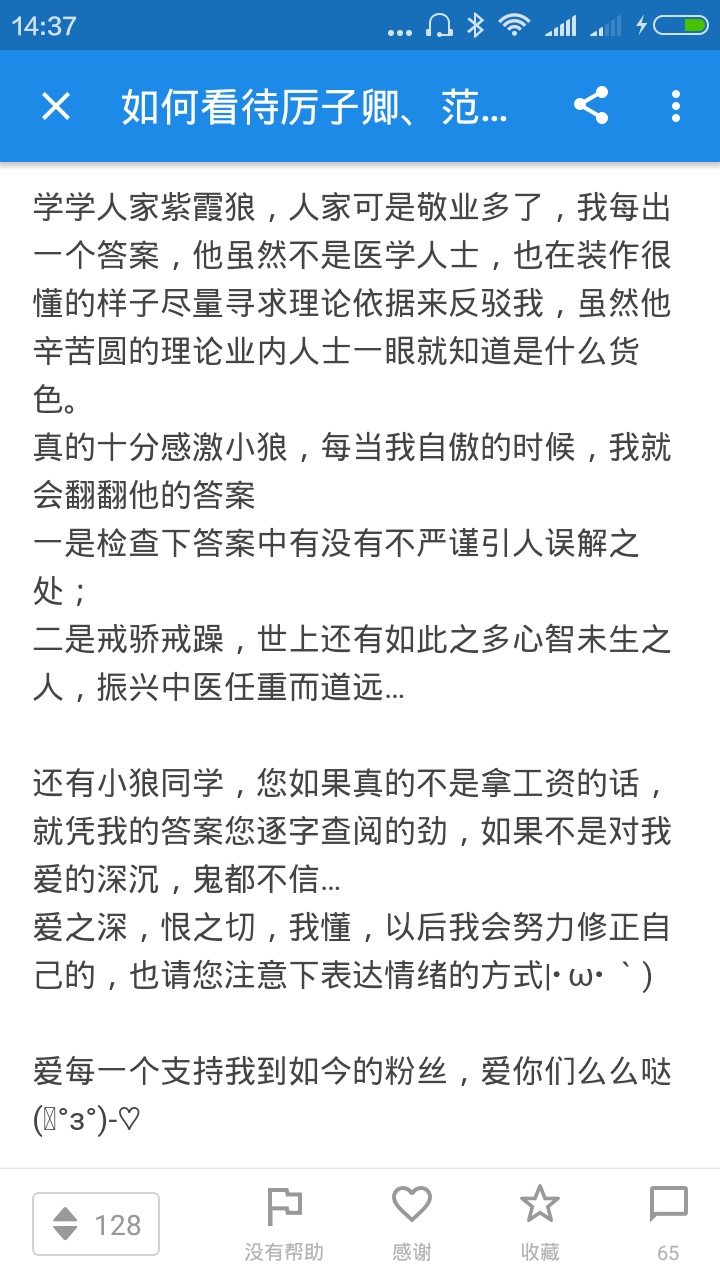 14:37
如何看待厉子卿、范...
学学人家紫霞狼，人家可是敬业多了，我每出
一个答案，他虽然不是医学人士，也在装作很
懂的样子尽量寻求理论依据来反驳我，虽然他
辛苦圆的理论业内人士一眼就知道是什么货
色。
真的十分感激小狼，每当我自傲的时候，我就
会翻翻他的答案
一是检查下答案中有没有不严谨引人误解之
处；
二是戒骄戒躁，世上还有如此之多心智未生之
人，振兴中医任重而道远...
还有小狼同学，您如果真的不是拿工资的话，
就凭我的答案您逐字查阅的劲，如果不是对我
爱的深沉，鬼都不信...
爱之深，恨之切，我懂，以后我会努力修正自
己的，也请您注意下表达情绪的方式|･ω･｀)
爱每一个支持我到如今的粉丝，爱你们么么哒
(°з°)-♡
128
没有帮助
感谢
收藏
65